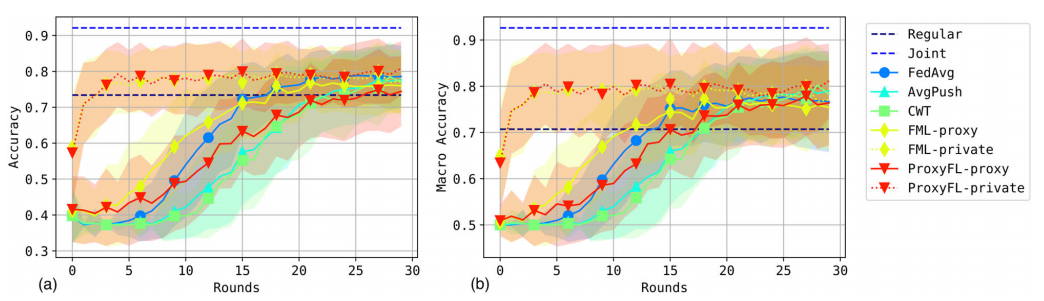 0.9
0.8
0.7
0.6
0.5
0.4
0.3
Accuracy
0 5 10 15 20 25 30
Rounds
(a)
0.9
0.8
0.7
0.6
0.5
Macro Accuracy
0 5 10 15 20 25 30
Rounds
(b)
Regular
Joint
FedAvg
AvgPush
CWT
FML-proxy
FML-private
ProxyFL-proxy
ProxyFL-private